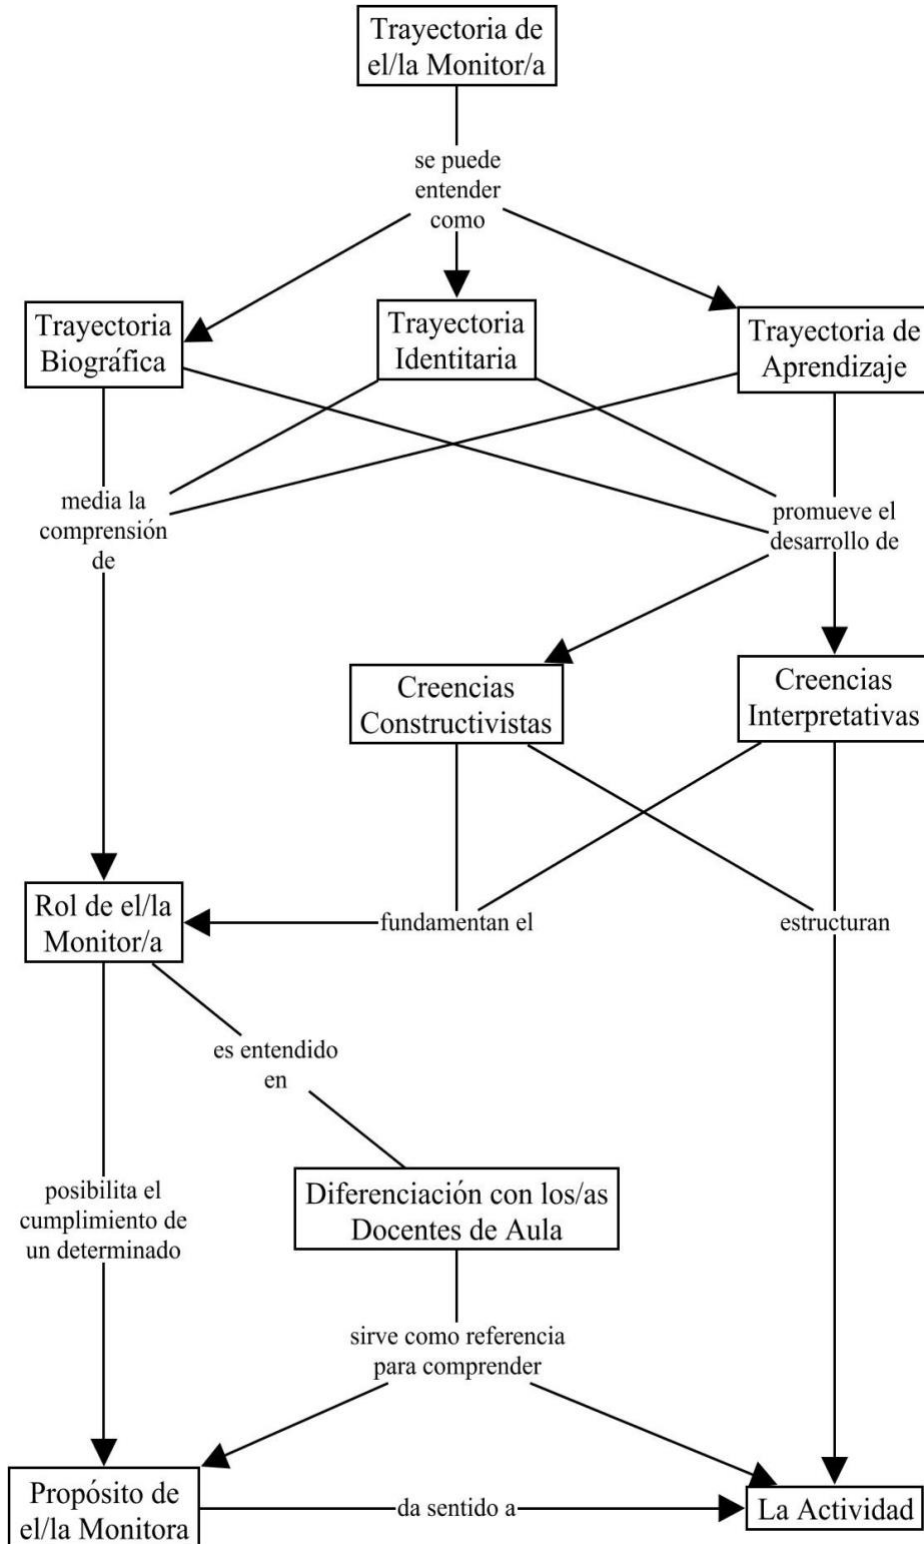 Trayectoria de
el/la Monitor/a
se puede
entender
como
Trayectoria
Biográfica
Trayectoria
Identitaria
Trayectoria de
Aprendizaje
media la
comprensión
de
promueve el
desarrollo de
Creencias
Constructivistas
Creencias
Interpretativas
Rol de el/la
Monitor/a
fundamentan el
estructuran
es entendido
en
posibilita el
cumplimiento de
un determinado
Diferenciación con los/as
Docentes de Aula
sirve como referencia
para comprender
Propósito de
el/la Monitora
da sentido a
La Actividad